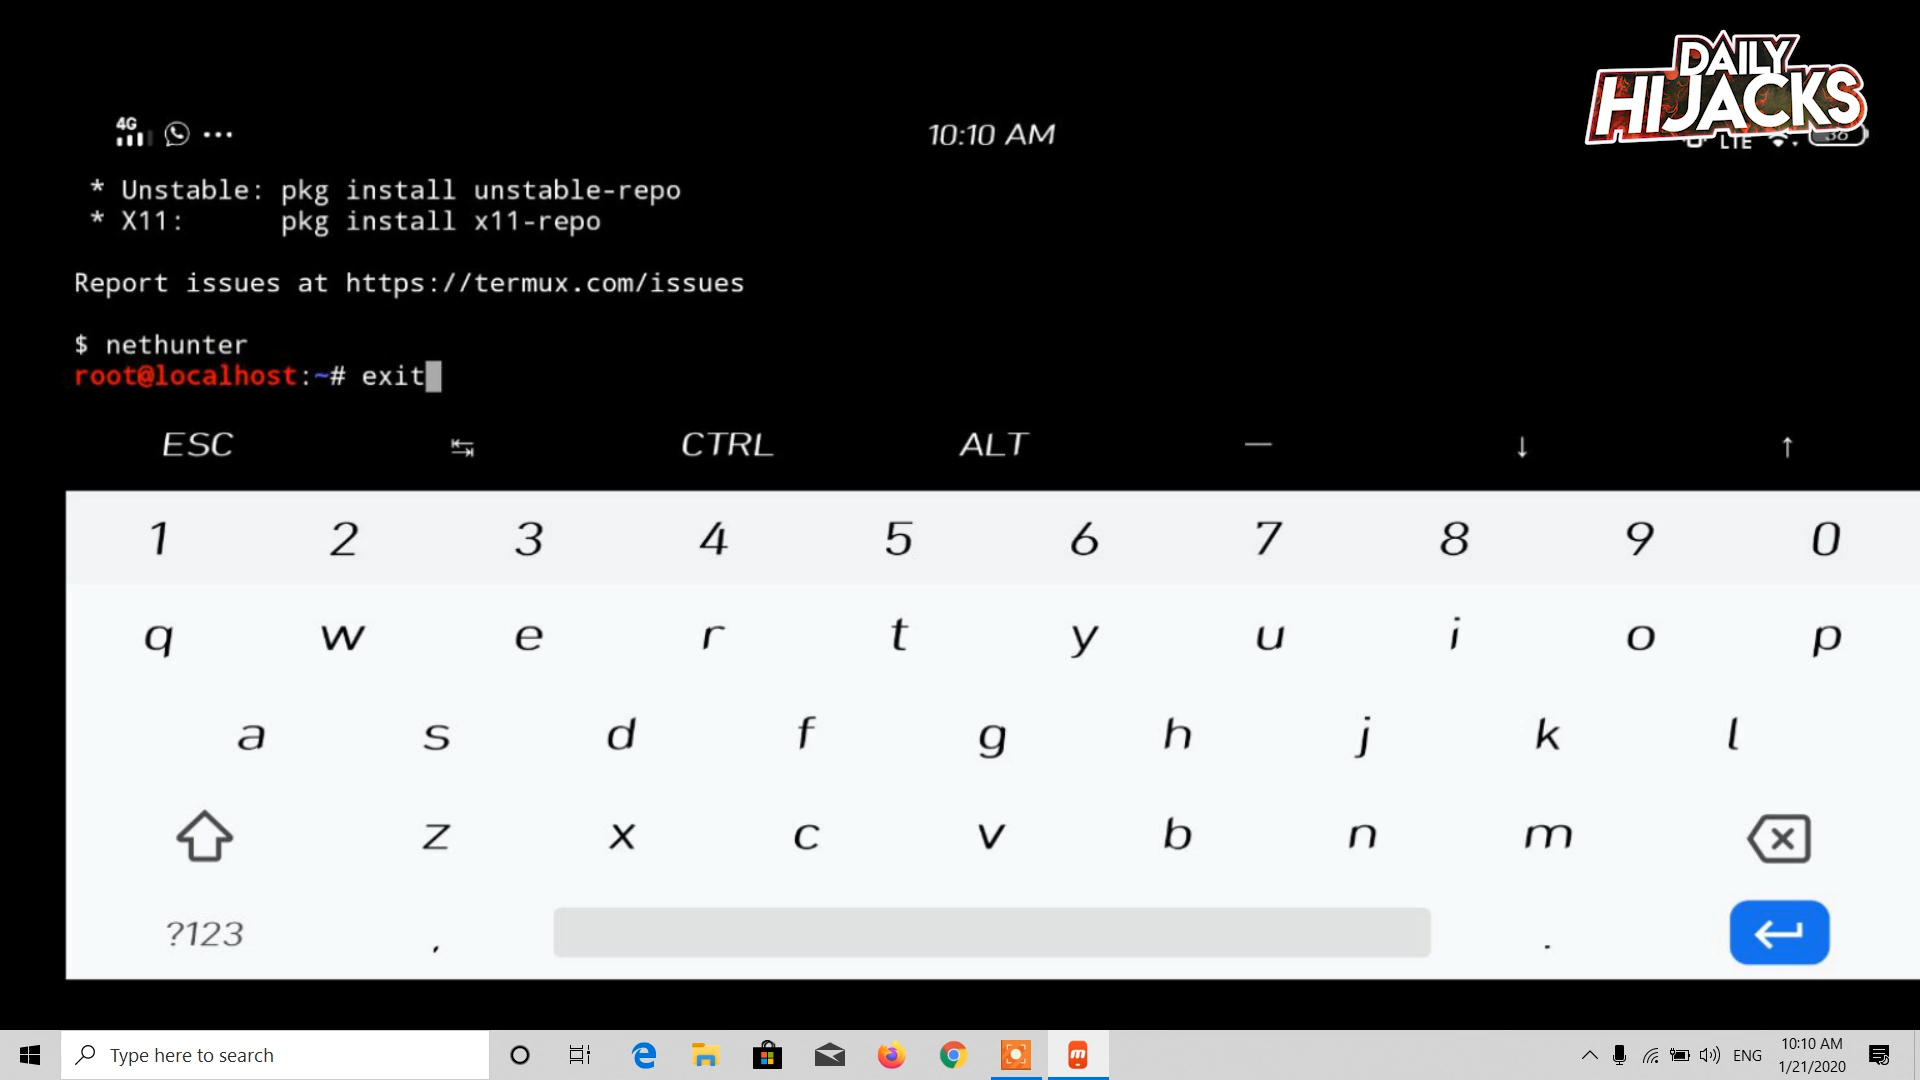 DAILY
HIJACKS
4G
10:10 AM
LTE
* Unstable: pkg install unstable-repo
* X11: pkg install x11-repo
Report issues at https://termux.com/issues
$ nethunter
root@localhost:~# exit
ESC ↹ CTRL ALT — ↓ ↑
1 2 3 4 5 6 7 8 9 0
q w e r t y u i o p
a s d f g h j k l
z x c v b n m
?123 , .
Type here to search
ENG
10:10 AM
1/21/2020